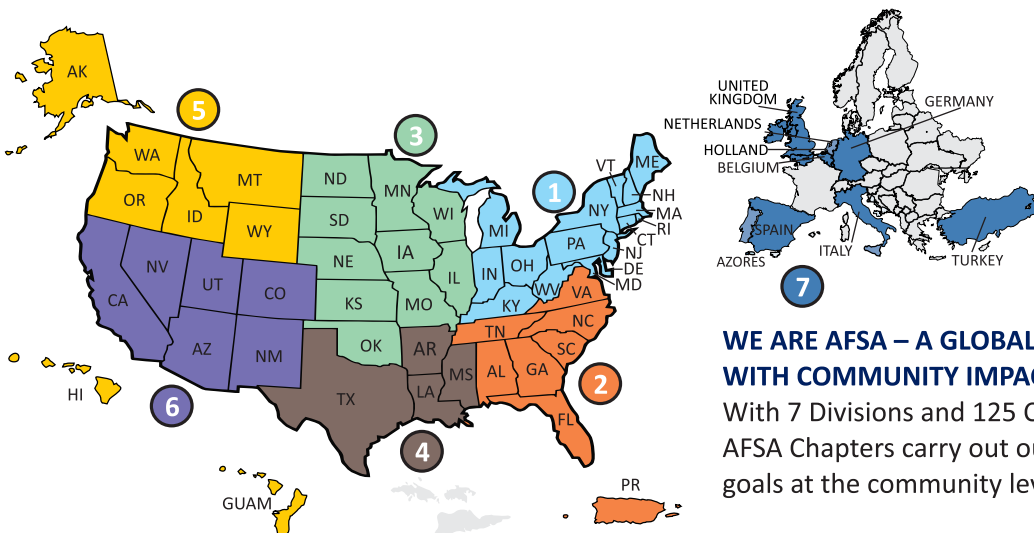 AK
5
3
WA
MT
ND
MN
OR
ID
SD
WI
WY
NE
IA
NV
UT
CO
KS
MO
IL
CA
AZ
NM
OK
AR
TX
LA
MS
HI
6
4
GUAM
1
VT
ME
NH
MA
RI
CT
NJ
DE
MD
NY
MI
PA
IN
OH
WV
KY
VA
NC
TN
SC
AL
GA
FL
2
PR
UNITED
KINGDOM
NETHERLANDS
HOLLAND
BELGIUM
GERMANY
SPAIN
AZORES
ITALY
TURKEY
7
WE ARE AFSA – A GLOBAL
WITH COMMUNITY IMPAC
With 7 Divisions and 125 
AFSA Chapters carry out o
goals at the community le